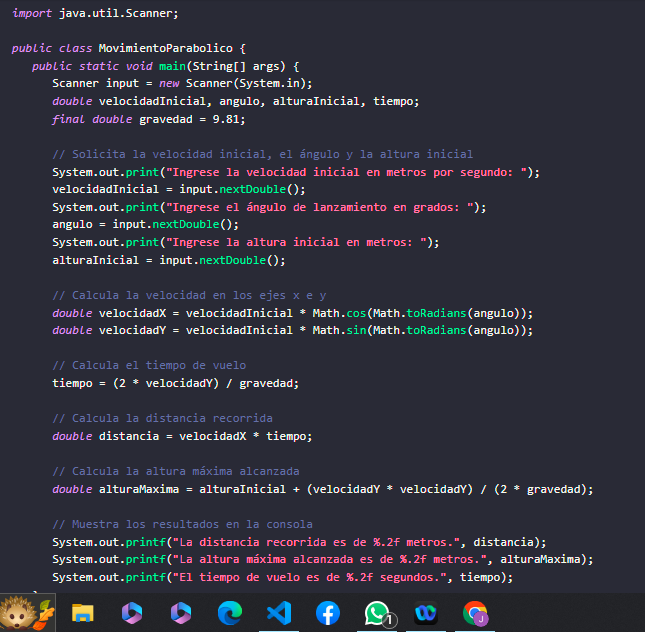 import java.util.Scanner;
public class MovimientoParabolico {
public static void main(String[] args) {
Scanner input = new Scanner(System.in);
double velocidadInicial, angulo, alturaInicial, tiempo;
final double gravedad = 9.81;
// Solicita la velocidad inicial, el ángulo y la altura inicial
System.out.print("Ingrese la velocidad inicial en metros por segundo: ");
velocidadInicial = input.nextDouble();
System.out.print("Ingrese el ángulo de lanzamiento en grados: ");
angulo = input.nextDouble();
System.out.print("Ingrese la altura inicial en metros: ");
alturaInicial = input.nextDouble();
// Calcula la velocidad en los ejes x e y
double velocidadX = velocidadInicial * Math.cos(Math.toRadians(angulo));
double velocidadY = velocidadInicial * Math.sin(Math.toRadians(angulo));
// Calcula el tiempo de vuelo
tiempo = (2 * velocidadY) / gravedad;
// Calcula la distancia recorrida
double distancia = velocidadX * tiempo;
// Calcula la altura máxima alcanzada
double alturaMaxima = alturaInicial + (velocidadY * velocidadY) / (2 * gravedad);
// Muestra los resultados en la consola
System.out.printf("La distancia recorrida es de %.2f metros.", distancia);
System.out.printf("La altura máxima alcanzada es de %.2f metros.", alturaMaxima);
System.out.printf("El tiempo de vuelo es de %.2f segundos.", tiempo);
1
J